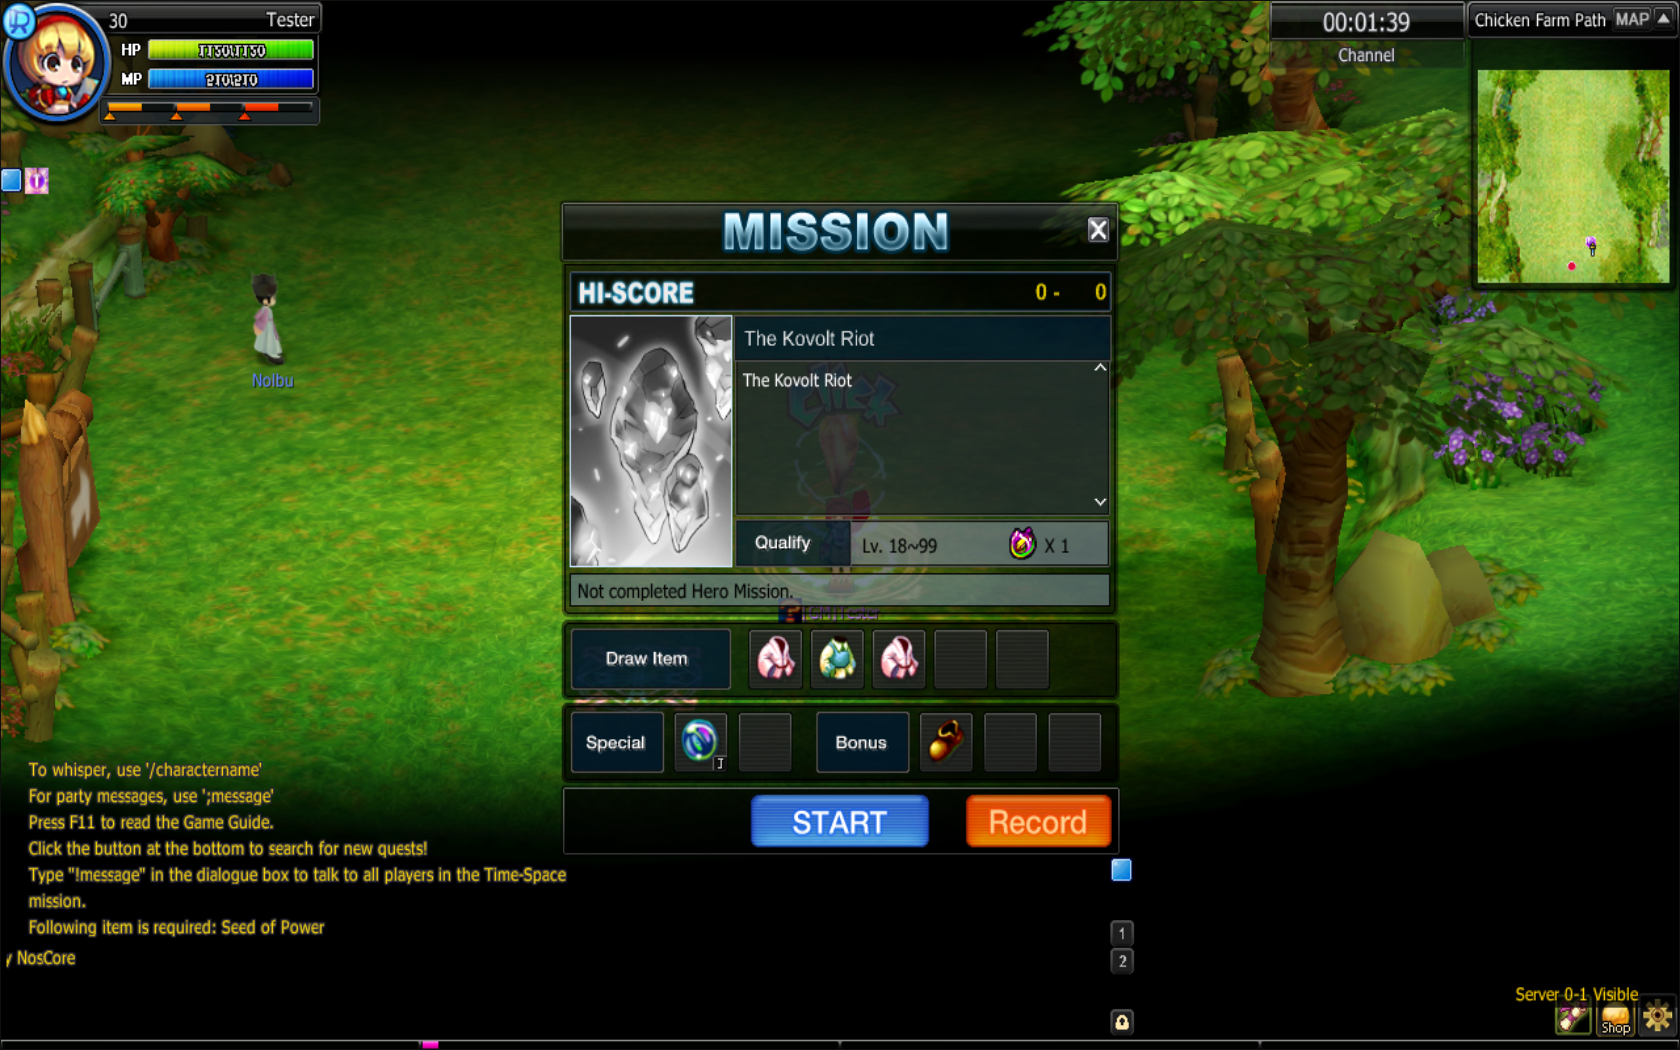 30
Tester
HP
1120\1120
MP
510\510
00:01:39
Channel
Chicken Farm Path
MAP
Nolbu
MISSION
HI-SCORE
0 - 0
The Kovolt Riot
The Kovolt Riot
Qualify
Lv. 18~99
X 1
Not completed Hero Mission.
Draw Item
Special
J
Bonus
START
Record
To whisper, use '/charactername'
For party messages, use ';message'
Press F11 to read the Game Guide.
Click the button at the bottom to search for new quests!
Type "!message" in the dialogue box to talk to all players in the Time-Space
mission.
Following item is required: Seed of Power
y NosCore
1
2
Server 0-1 Visible
Shop